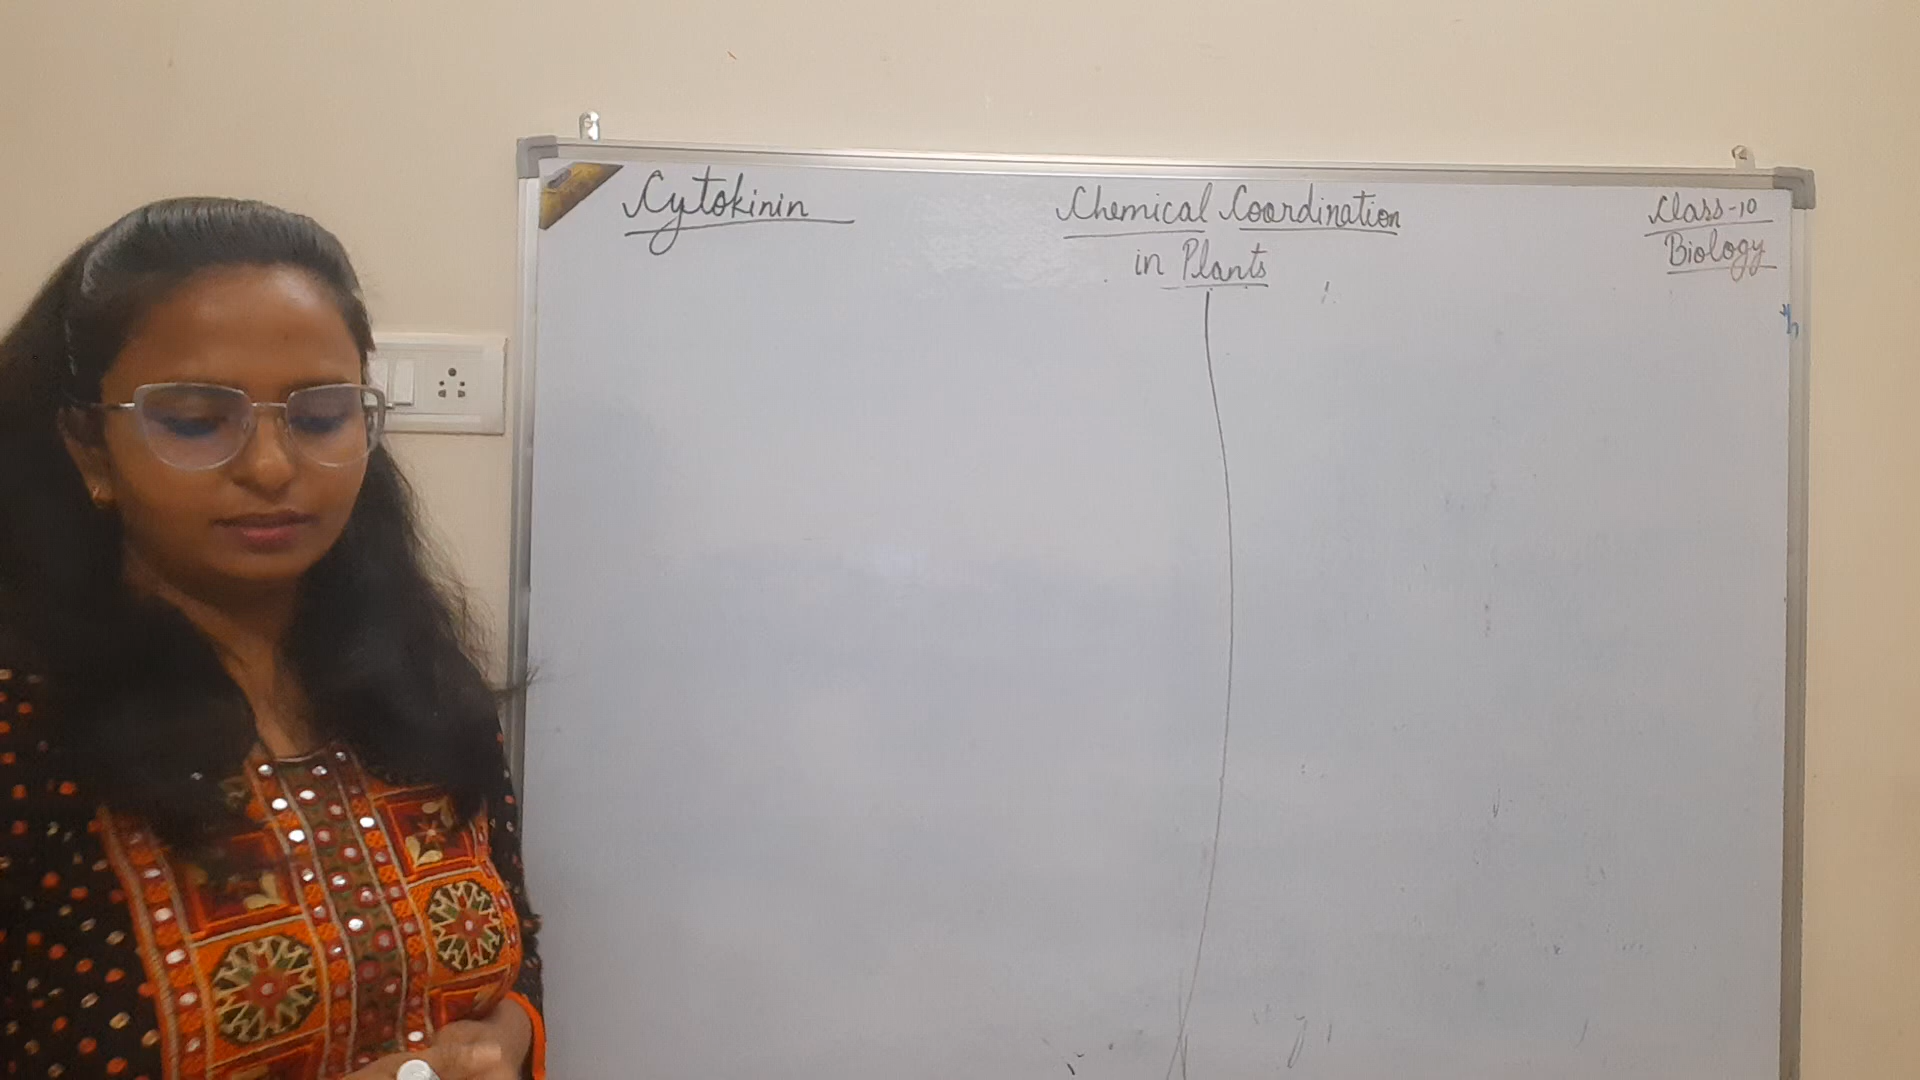 Cytokinin
Chemical Coordination
in Plants
Class-10
Biology